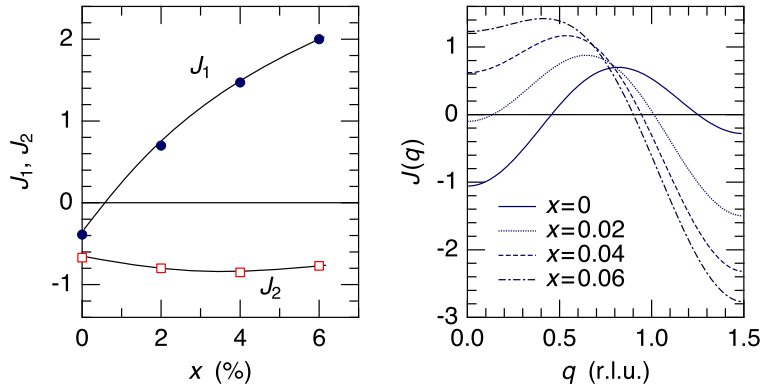 2
1
0
-1
J₁, J₂
J₁
J₂
0 2 4 6
x (%)
1
0
-1
-2
-3
J(q)
x=0
x=0.02
x=0.04
x=0.06
0.0 0.5 1.0 1.5
q (r.l.u.)